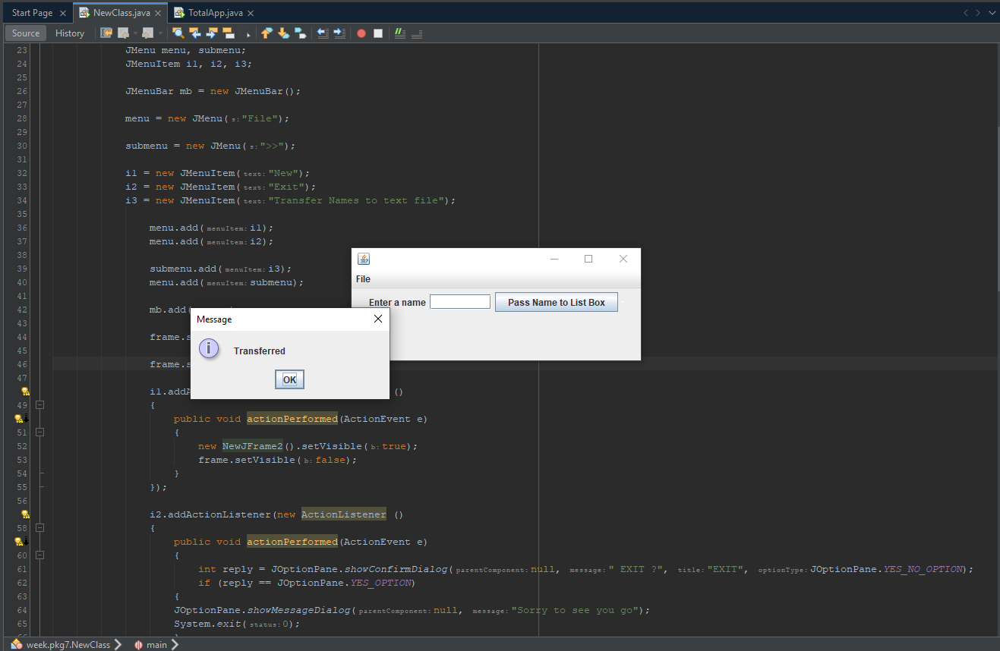 Start Page
NewClass.java
TotalApp.java
Source
History
23 JMenu menu, submenu;
24 JMenuItem i1, i2, i3;
25
26 JMenuBar mb = new JMenuBar();
27
28 menu = new JMenu( s: "File");
29
30 submenu = new JMenu( s: ">>");
31
32 i1 = new JMenuItem( text: "New");
33 i2 = new JMenuItem( text: "Exit");
34 i3 = new JMenuItem( text: "Transfer Names to text file");
35
36 menu.add( menuItem: i1);
37 menu.add( menuItem: i2);
38
39 submenu.add( menuItem: i3);
40 menu.add( menuItem: submenu);
41
42 mb.add(
43
44 frame.s
45
46 frame.s
47
i1.addA ()
49 {
public void actionPerformed(ActionEvent e)
51 {
52 new NewJFrame2().setVisible( b: true);
53 frame.setVisible( b: false);
54 }
55 });
56
i2.addActionListener(new ActionListener ()
58 {
public void actionPerformed(ActionEvent e)
60 {
61 int reply = JOptionPane.showConfirmDialog( parentComponent: null, message: " EXIT ?", title: "EXIT", optionType: JOptionPane.YES_NO_OPTION);
62 if (reply == JOptionPane.YES_OPTION)
63 {
64 JOptionPane.showMessageDialog( parentComponent: null, message: "Sorry to see you go");
65 System.exit( status: 0);
File
Enter a name
Pass Name to List Box
Message
Transferred
OK
week.pkg7.NewClass
main